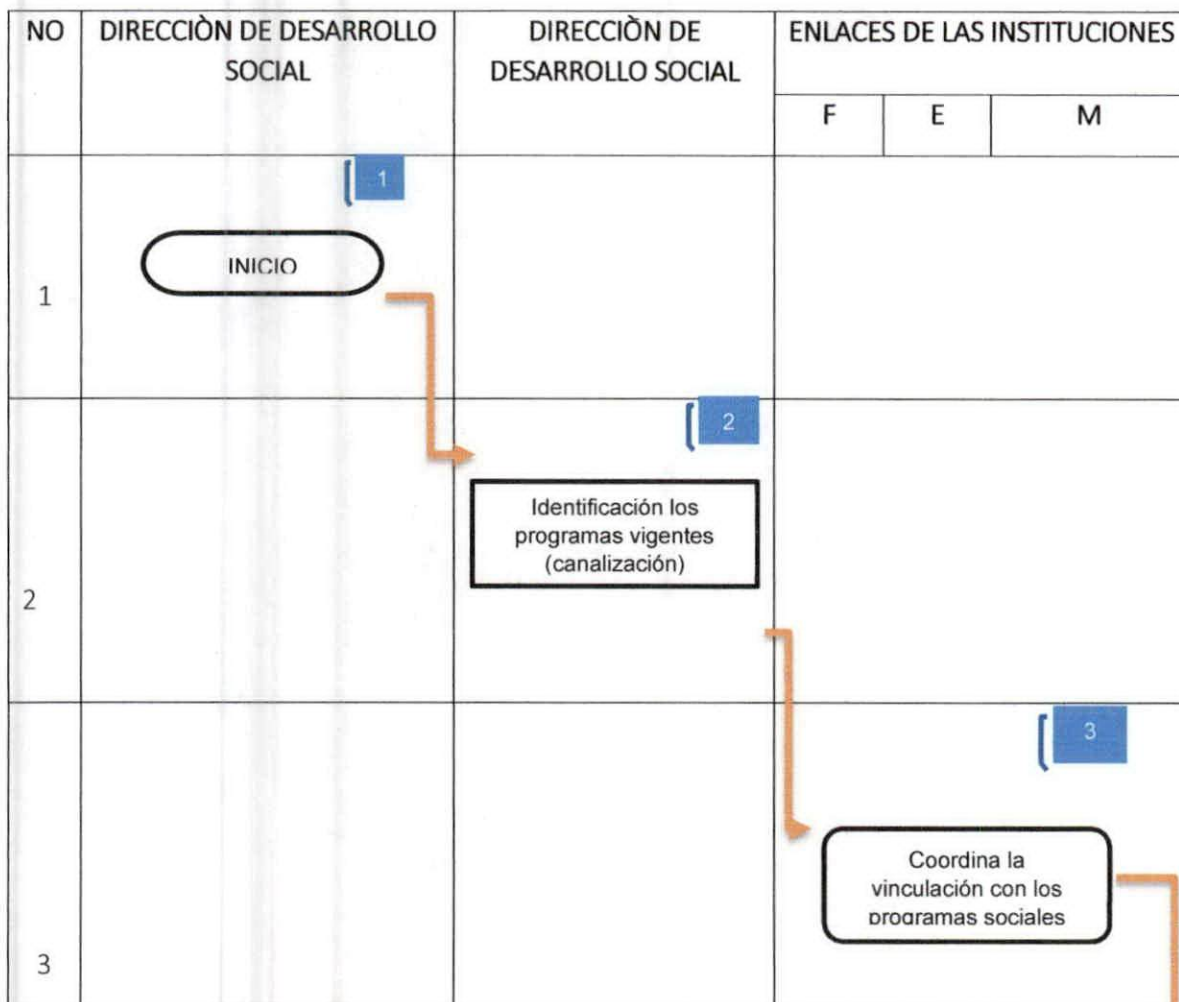 NO
DIRECCIÒN DE DESARROLLO
SOCIAL
DIRECCIÒN DE
DESARROLLO SOCIAL
ENLACES DE LAS INSTITUCIONES
F
E
M
1
INICIO
1
2
Identificación los
programas vigentes
(canalización)
2
3
Coordina la
vinculación con los
programas sociales
3